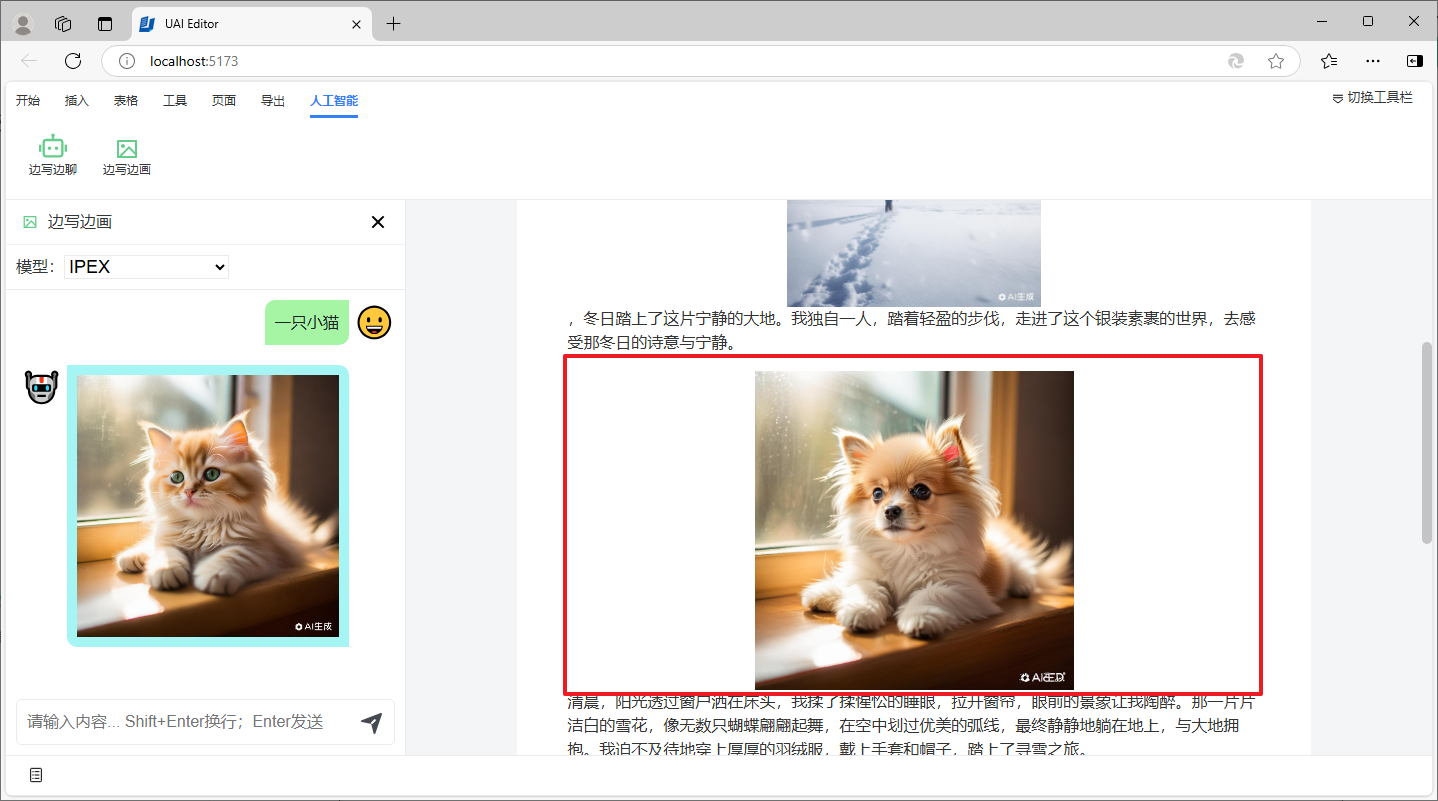 UAI Editor
localhost:5173
开始 插入 表格 工具 页面 导出 人工智能
切换工具栏
边写边聊 边写边画
边写边画
模型： IPEX
一只小猫
AI生成
请输入内容... Shift+Enter换行；Enter发送
AI生成
，冬日踏上了这片宁静的大地。我独自一人，踏着轻盈的步伐，走进了这个银装素裹的世界，去感
受那冬日的诗意与宁静。
清晨，阳光透过窗户洒在床头，我揉了揉惺忪的睡眼，拉开窗帘，眼前的景象让我陶醉。那一片片
洁白的雪花，像无数只蝴蝶翩翩起舞，在空中划过优美的弧线，最终静静地躺在地上，与大地拥
抱。我迫不及待地穿上厚厚的羽绒服，戴上手套和帽子，踏上了寻雪之旅。